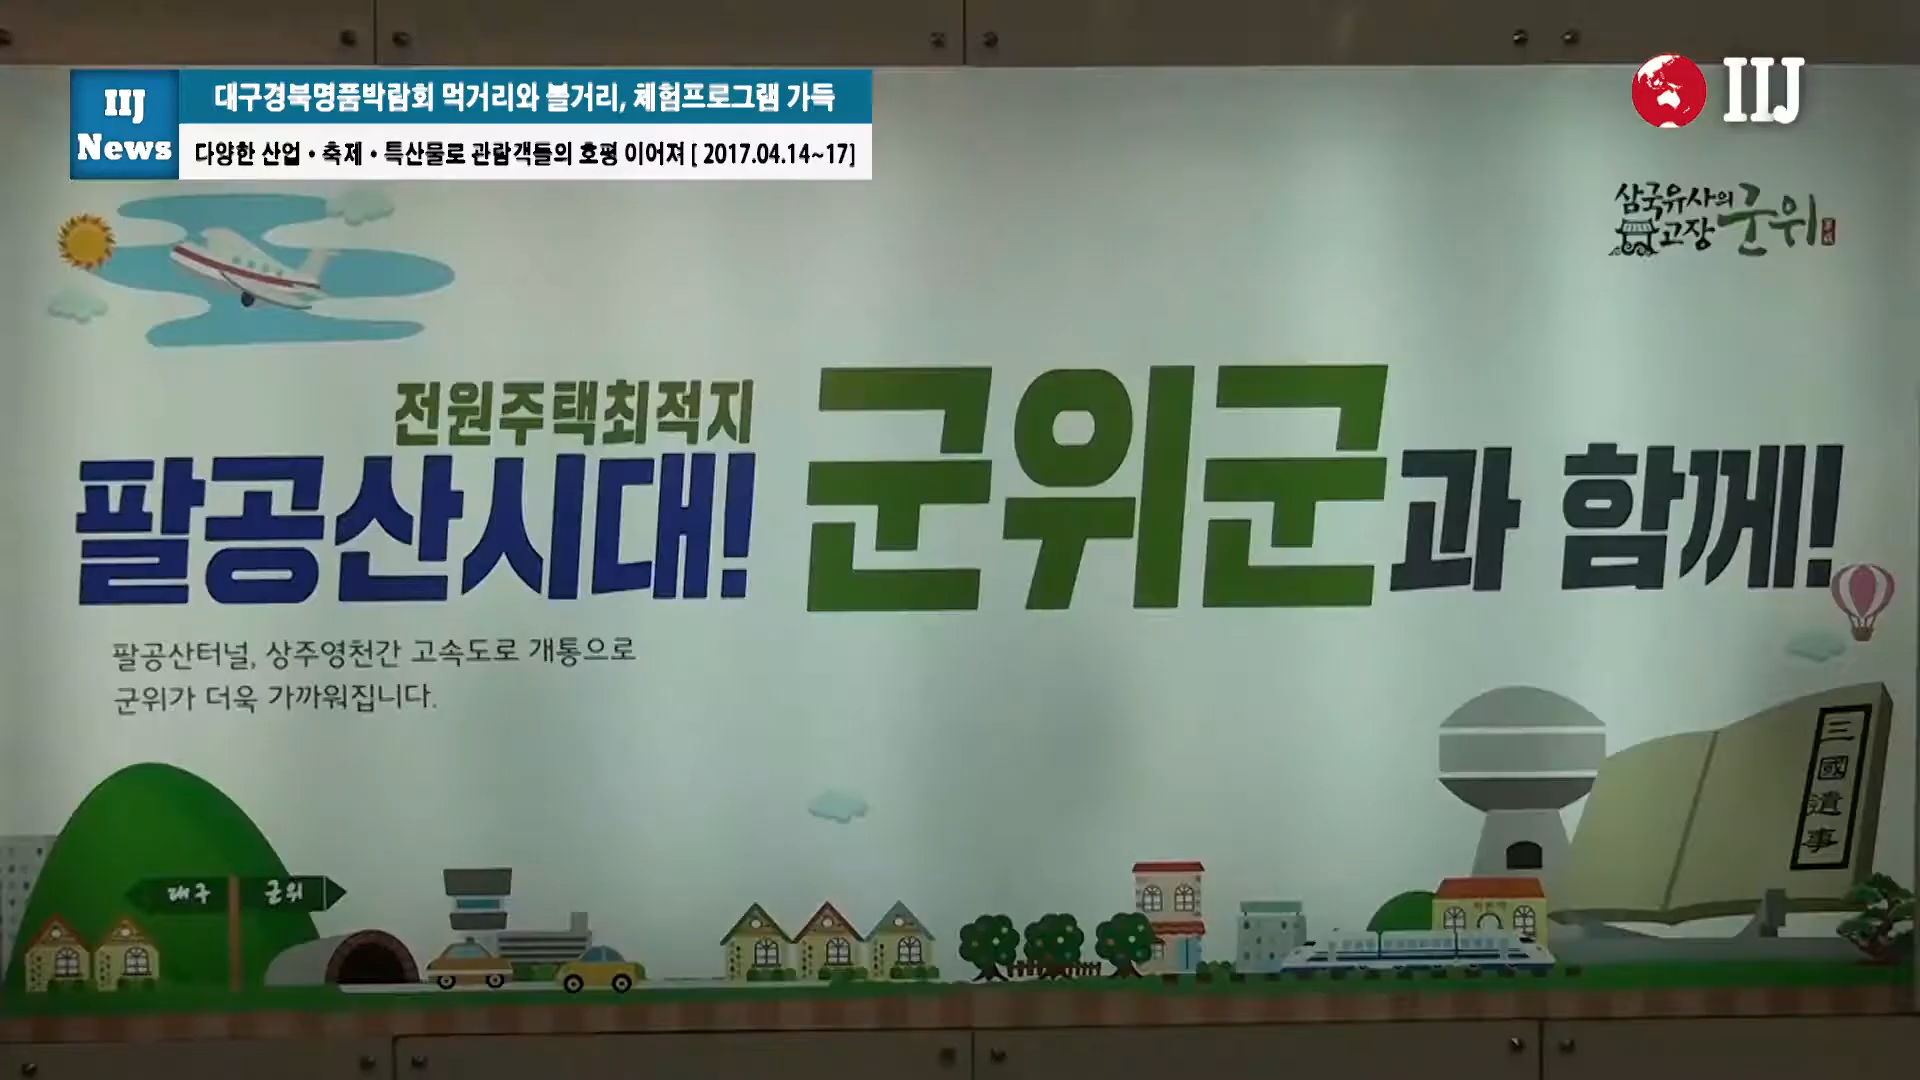 IIJ
News
대구경북명품박람회 먹거리와 볼거리, 체험프로그램 가득
다양한 산업·축제·특산물로 관람객들의 호평 이어져 [ 2017.04.14~17]
IIJ
삼국유사의
고장 군위
전원주택최적지
팔공산시대! 군위군과 함께!
팔공산터널, 상주영천간 고속도로 개통으로
군위가 더욱 가까워집니다.
三國遺事
대구 군위